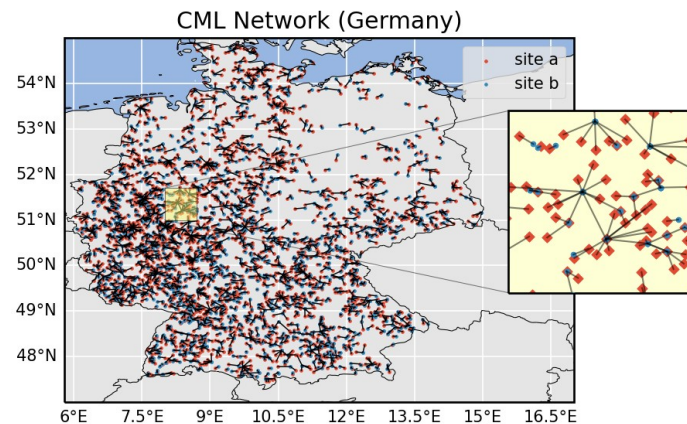 CML Network (Germany)
site a
site b
54°N
53°N
52°N
51°N
50°N
49°N
48°N
6°E 7.5°E 9°E 10.5°E 12°E 13.5°E 15°E 16.5°E